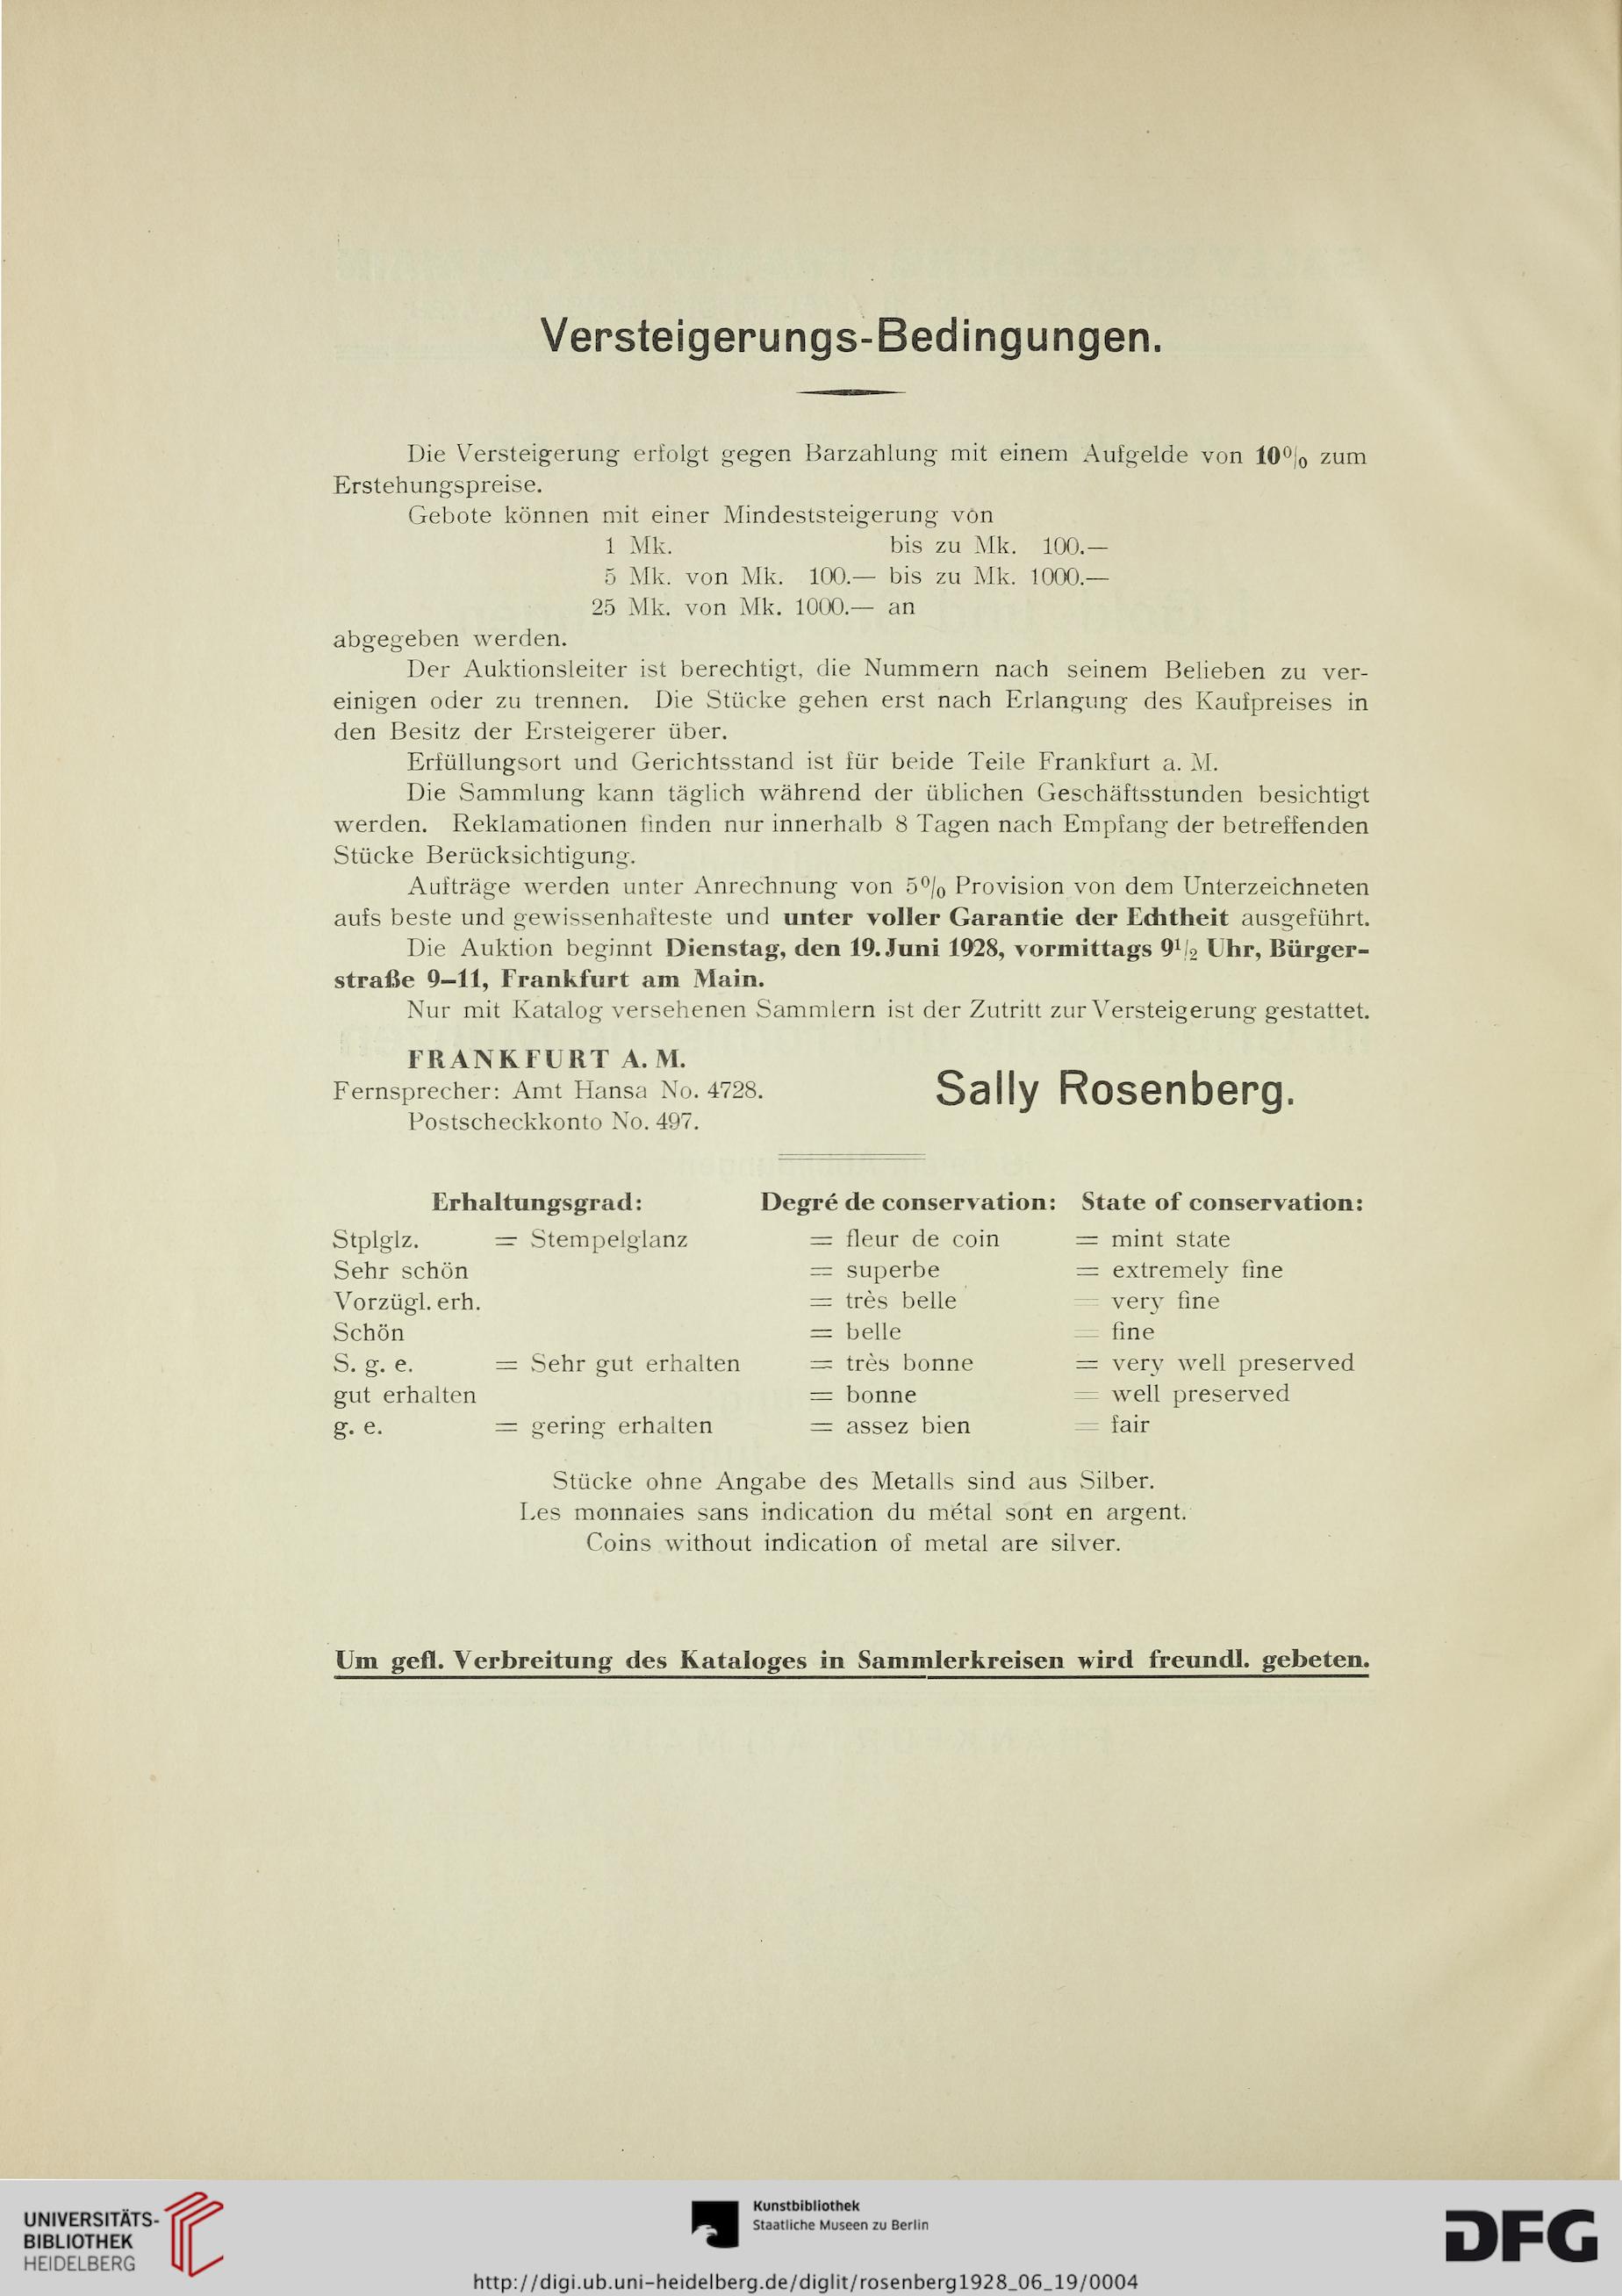 Versteigerungs-Bedingungen.
Die Versteigerung erfolgt gegen Barzahlung mit einem Aufgelde von 10% zum
Erstehungspreise.
Gebote können mit einer Mindeststeigerung von
1 Mk. bis zu Mk. 100.—
5 Mk. von Mk. 100.— bis zu Mk. 1000.—
25 Mk. von Mk. 1000.— an
abgegeben werden.
Der Auktionsleiter ist berechtigt, die Nummern nach seinem Belieben zu ver-
einigen oder zu trennen. Die Stücke gehen erst nach Erlangung des Kaufpreises in
den Besitz der Ersteigerer über.
Erfüllungsort und Gerichtsstand ist für beide Teile Frankfurt a. M.
Die Sammlung kann täglich während der üblichen Geschäftsstunden besichtigt
werden. Reklamationen finden nur innerhalb 8 Tagen nach Empfang der betreffenden
Stücke Berücksichtigung.
Aufträge werden unter Anrechnung von 5% Provision von dem Unterzeichneten
aufs beste und gewissenhafteste und unter voller Garantie der Echtheit ausgeführt.
Die Auktion beginnt Dienstag, den 19. Juni 1928, vormittags 9½ Uhr, Bürger-
straße 9–11, Frankfurt am Main.
Nur mit Katalog versehenen Sammlern ist der Zutritt zur Versteigerung gestattet.
FRANKFURT A. M.
Fernsprecher: Amt Hansa No. 4728.
Postscheckkonto No. 497.
Sally Rosenberg.
Erhaltungsgrad: Degré de conservation: State of conservation:
Stplglz. = Stempelglanz = fleur de coin = mint state
Sehr schön = superbe = extremely fine
Vorzügl. erh. = très belle = very fine
Schön = belle = fine
S. g. e. = Sehr gut erhalten = très bonne = very well preserved
gut erhalten = bonne = well preserved
g. e. = gering erhalten = assez bien = fair
Stücke ohne Angabe des Metalls sind aus Silber.
Les monnaies sans indication du métal sont en argent.
Coins without indication of metal are silver.
Um gefl. Verbreitung des Kataloges in Sammlerkreisen wird freundl. gebeten.
UNIVERSITÄTS-
BIBLIOTHEK
HEIDELBERG
Kunstbibliothek
Staatliche Museen zu Berlin
DFG
http://digi.ub.uni-heidelberg.de/diglit/rosenberg1928_06_19/0004